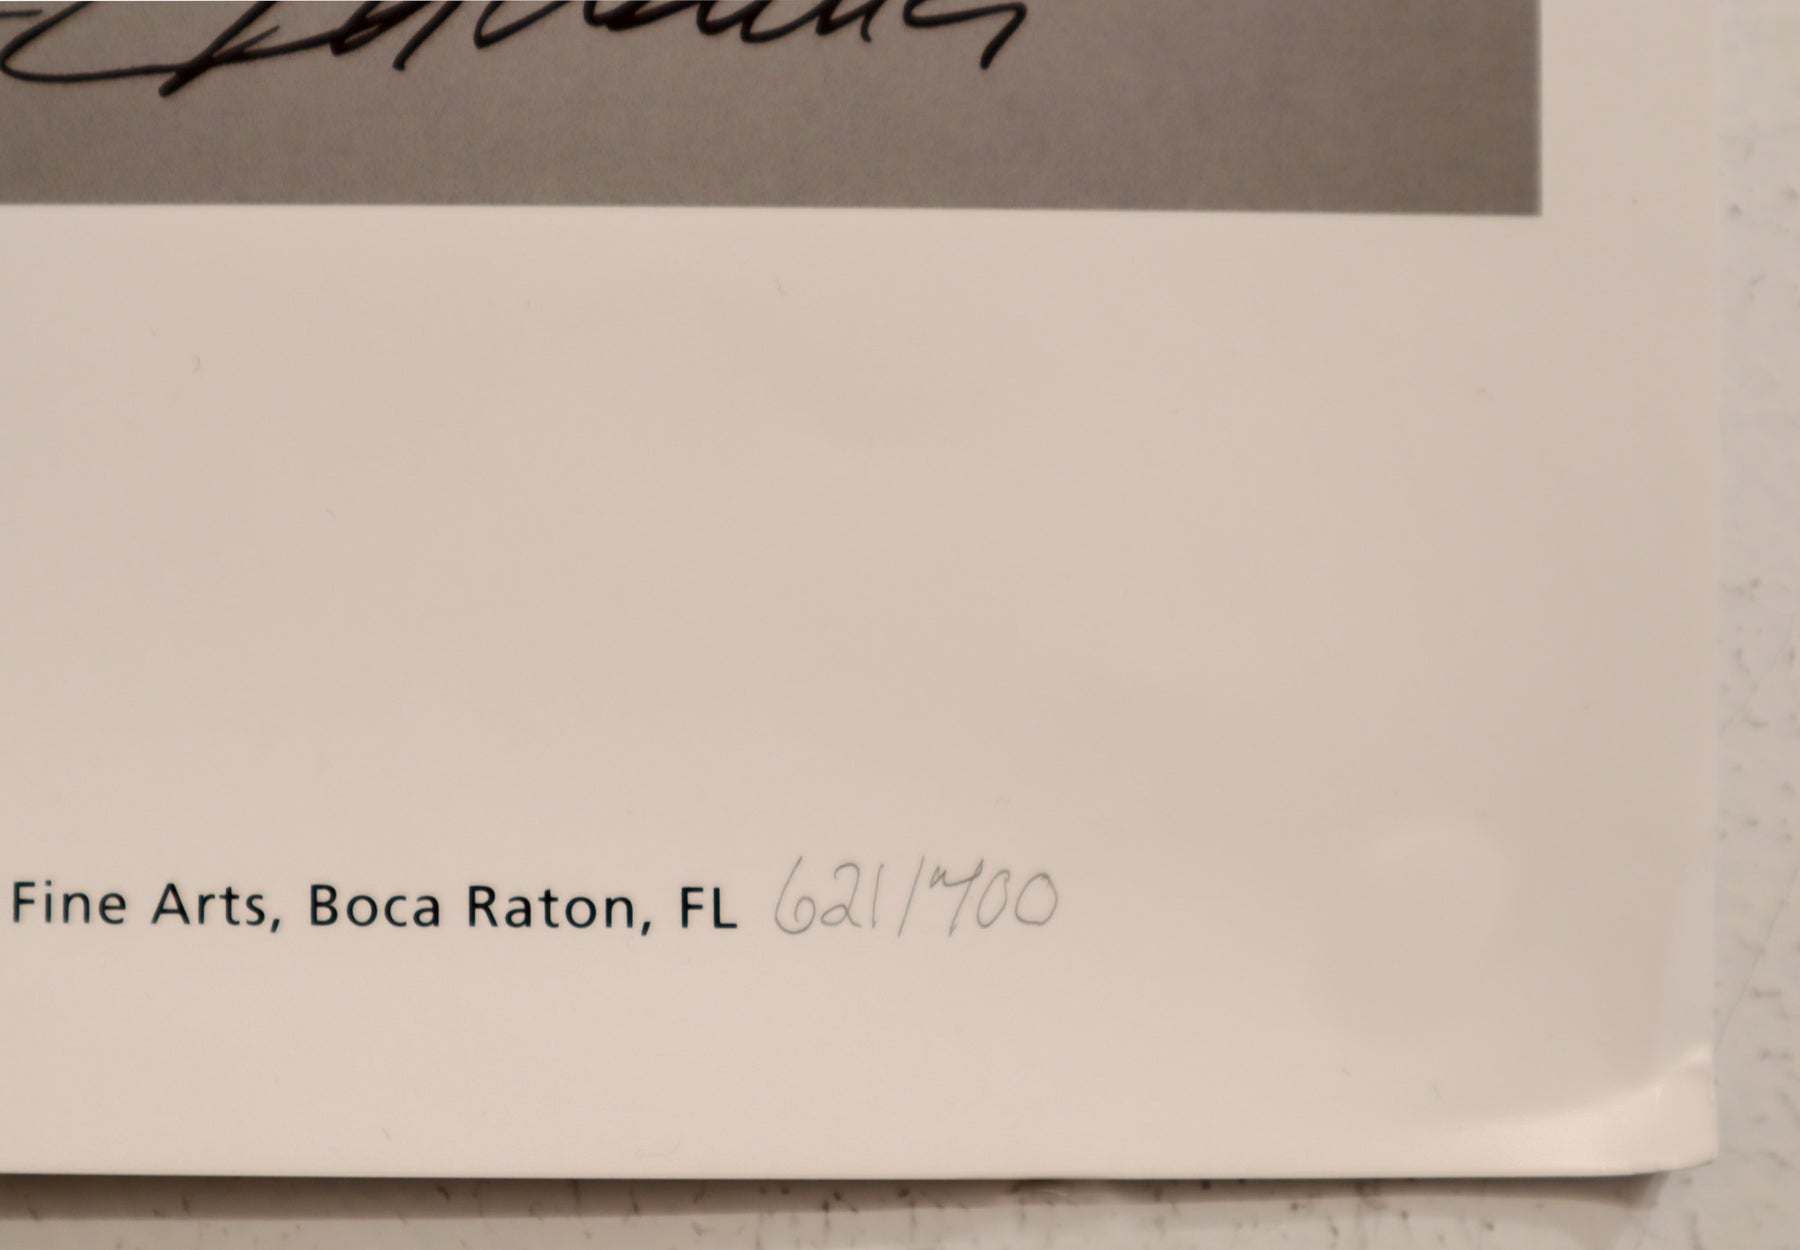 Fine Arts, Boca Raton, FL 621/700